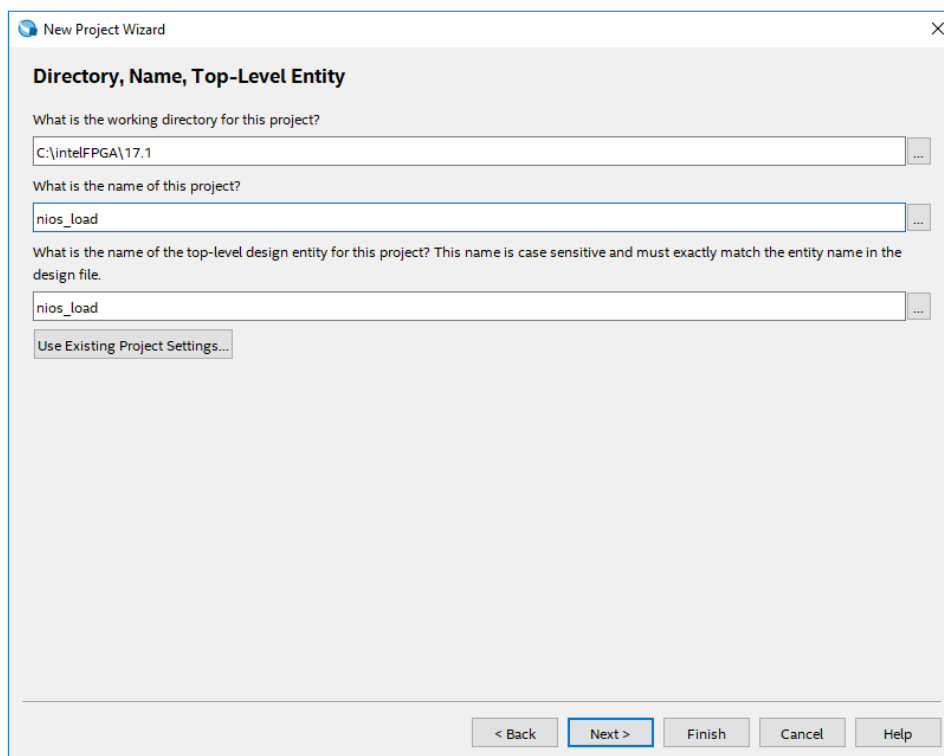 New Project Wizard
Directory, Name, Top-Level Entity
What is the working directory for this project?
C:\intelFPGA\17.1
...
What is the name of this project?
nios_load
...
What is the name of the top-level design entity for this project? This name is case sensitive and must exactly match the entity name in the
design file.
nios_load
...
Use Existing Project Settings...
< Back
Next >
Finish
Cancel
Help